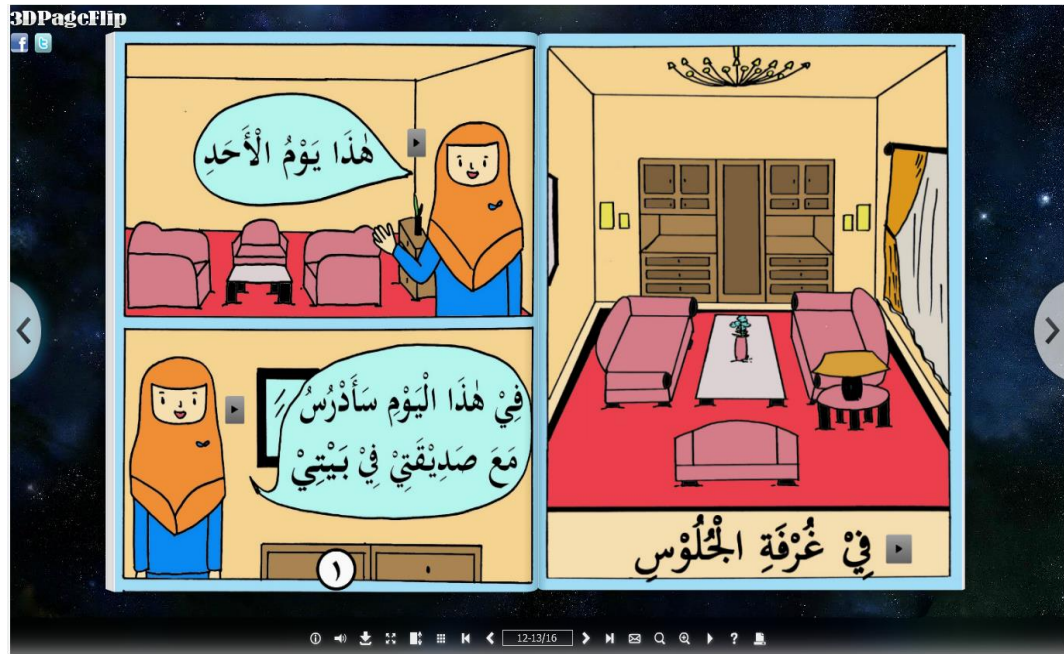 3DPageFlip
هٰذَا يَوْمُ الْأَحَدِ
فِيْ هٰذَا الْيَوْمِ سَأَدْرُسُ
مَعَ صَدِيْقَتِيْ فِيْ بَيْتِيْ
١
فِيْ غُرْفَةِ الْجُلُوْسِ
12-13/16